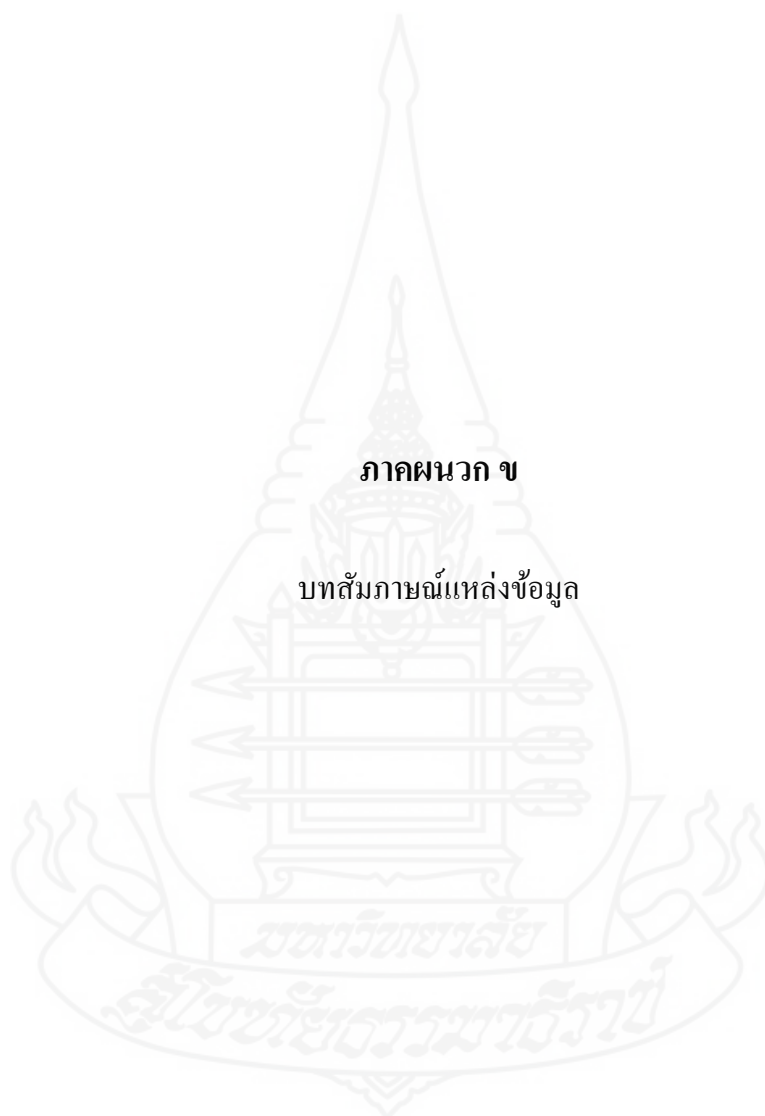 ภาคผนวก ข
บทสัมภาษณ์แหล่งข้อมูล
มหาวิทยาลัย
สุโขทัยธรรมาธิราช